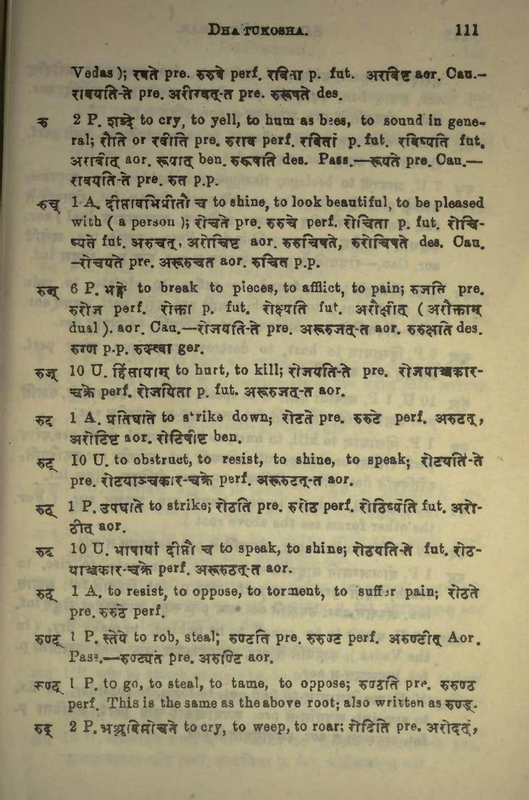 DHATUKOSHA. 111
Vedas ); रवते pre. रुरुवे perf. रविता p. fut. अरविष्ट aor. Cau.–
रावयति-ते pre. अरीरवत्-त pre. रुरूषते des.
रु 2 P. शब्दे to cry, to yell, to hum as bees, to sound in gene-
ral; रौति or रवीति pre. रुराव perf. रविता p. fut. रविष्यति fut.
अरावीत् aor. रूयात् ben. रुरूषति des. Pass.—रूयते pre. Cau.—
रावयति-ते pre. रुत p.p.
रुच् 1 A. दीप्तावभिप्रीतौ च to shine, to look beautiful, to be pleased
with ( a person ); रोचते pre. रुरुचे perf. रोचिता p. fut. रोचि-
ष्यते fut. अरुचत्, अरोचिष्ट aor. रुरुचिषते, रुरोचिषते des. Cau.
–रोचयते pre. अरूरुचत aor. रुचित p.p.
रुज् 6 P. भङ्गे to break to pieces, to afflict, to pain; रुजति pre.
रुरोज perf. रोक्ता p. fut. रोक्ष्यति fut. अरौक्षीत् ( अरौक्ताम्
dual ). aor. Cau.—रोजयति-ते pre. अरूरुजत्-त aor. रुरुक्षति des.
रुग्ण p.p. रुक्त्वा ger.
रुज् 10 U. हिंसायाम् to hurt, to kill; रोजयति-ते pre. रोजयाञ्चकार-
चक्रे perf. रोजयिता p. fut. अरूरुजत्-त aor.
रुट् 1 A. प्रतिघाते to strike down; रोटते pre. रुरुटे perf. अरुटत्,
अरोटिष्ट aor. रोटिषीष्ट ben.
रुट् 10 U. to obstruct, to resist, to shine, to speak; रोटयति-ते
pre. रोटयाञ्चकार-चक्रे perf. अरूरुटत्-त aor.
रुठ् 1 P. उपघाते to strike; रोठति pre. रुरोठ perf. रोठिष्यति fut. अरो-
ठीत् aor.
रुठ 10 U. भाषायां दीप्तौ च to speak, to shine; रोठयति-ते fut. रोठ-
याञ्चकार-चक्रे perf. अरूरुठत्-त aor.
रुठ् 1 A. to resist, to oppose, to torment, to suffer pain; रोठते
pre. रुरुठे perf.
रुण्ट् 1 P. स्तेये to rob, steal; रुण्टति pre. रुरुण्ट perf. अरुण्टीत् Aor.
Pass.—रुण्ट्यते pre. अरुण्टि aor.
रुण्ठ् 1 P. to go, to steal, to tame, to oppose; रुण्ठति pre. रुरुण्ठ
perf. This is the same as the above root; also written as रुण्ड्.
रुद् 2 P. अश्रुविमोचने to cry, to weep, to roar; रोदिति pre. अरोदत्,